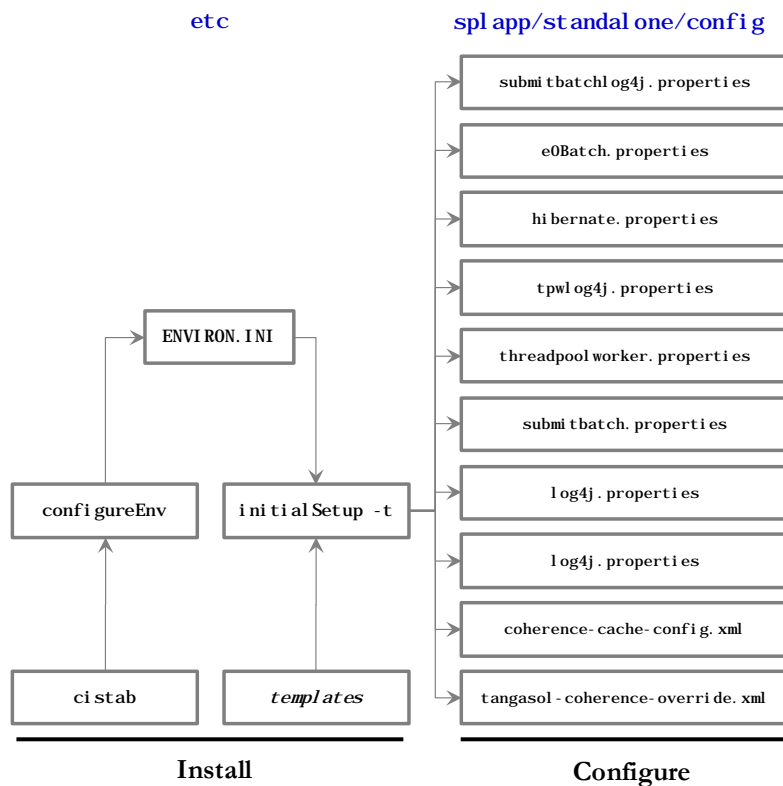 etc
splapp/standalone/config
submitbatchlog4j.properties
e0Batch.properties
hibernate.properties
tpwlog4j.properties
ENVIRON.INI
threadpoolworker.properties
submitbatch.properties
configureEnv
initialSetup -t
log4j.properties
log4j.properties
coherence-cache-config.xml
cistab
templates
tangasol-coherence-override.xml
Install
Configure